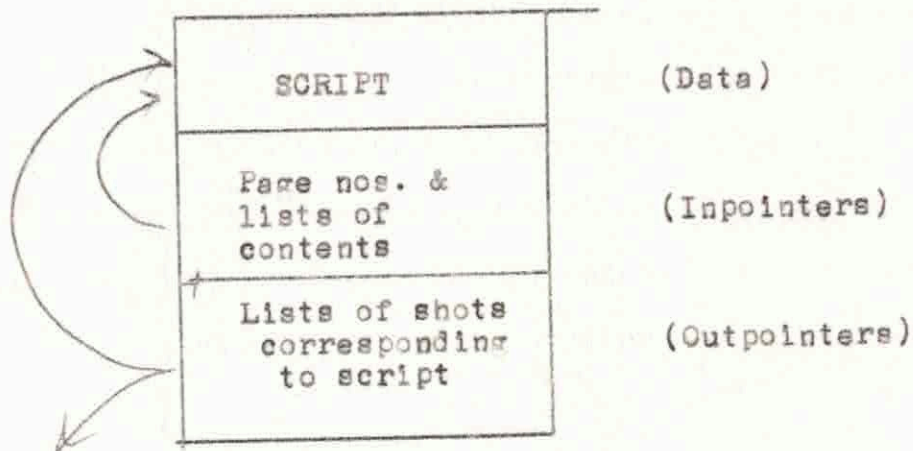 SCRIPT (Data)
Page nos. & (Inpointers)
lists of
contents
Lists of shots (Outpointers)
corresponding
to script